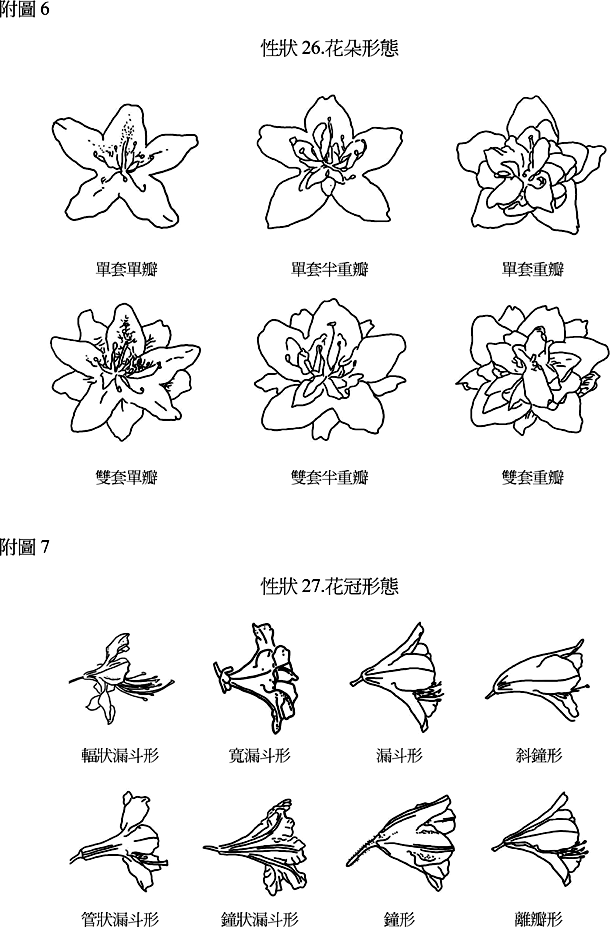 附圖 6
性狀 26.花朵形態
單套單瓣 單套半重瓣 單套重瓣
雙套單瓣 雙套半重瓣 雙套重瓣
附圖 7
性狀 27.花冠形態
輻狀漏斗形 寬漏斗形 漏斗形 斜鐘形
管狀漏斗形 鐘狀漏斗形 鐘形 離瓣形